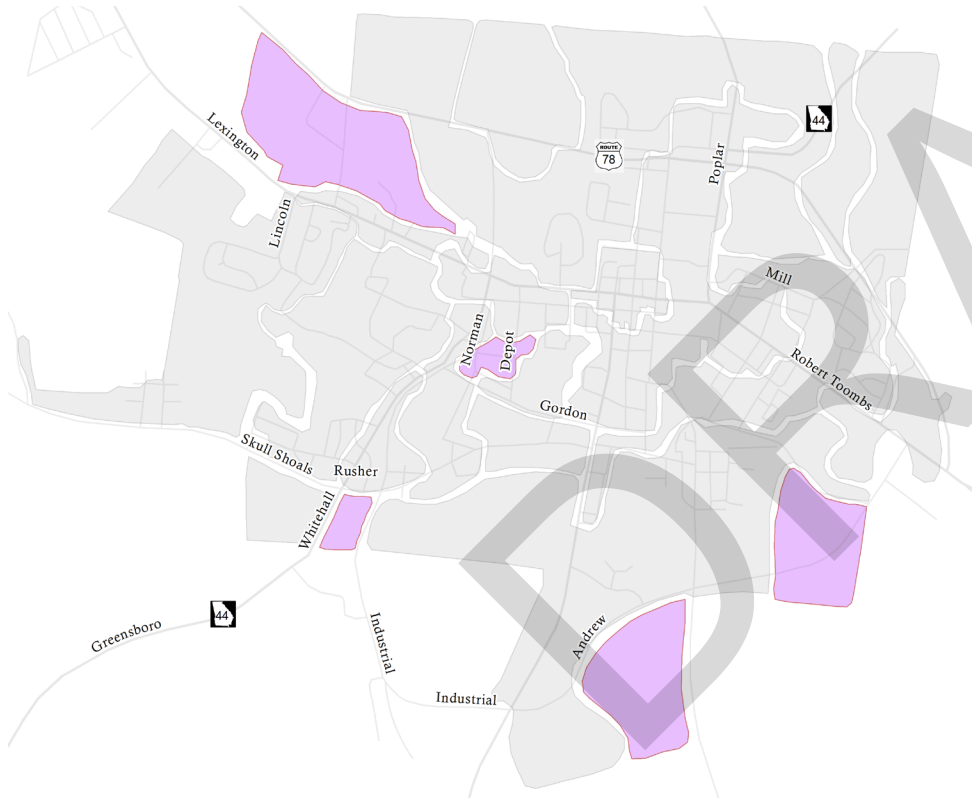 44
Lexington
ROUTE
78
Poplar
Lincoln
Mill
Norman
Depot
Robert Toombs
Gordon
Skull Shoals
Rusher
Whitehall
44
Greensboro
Industrial
Andrew
Industrial